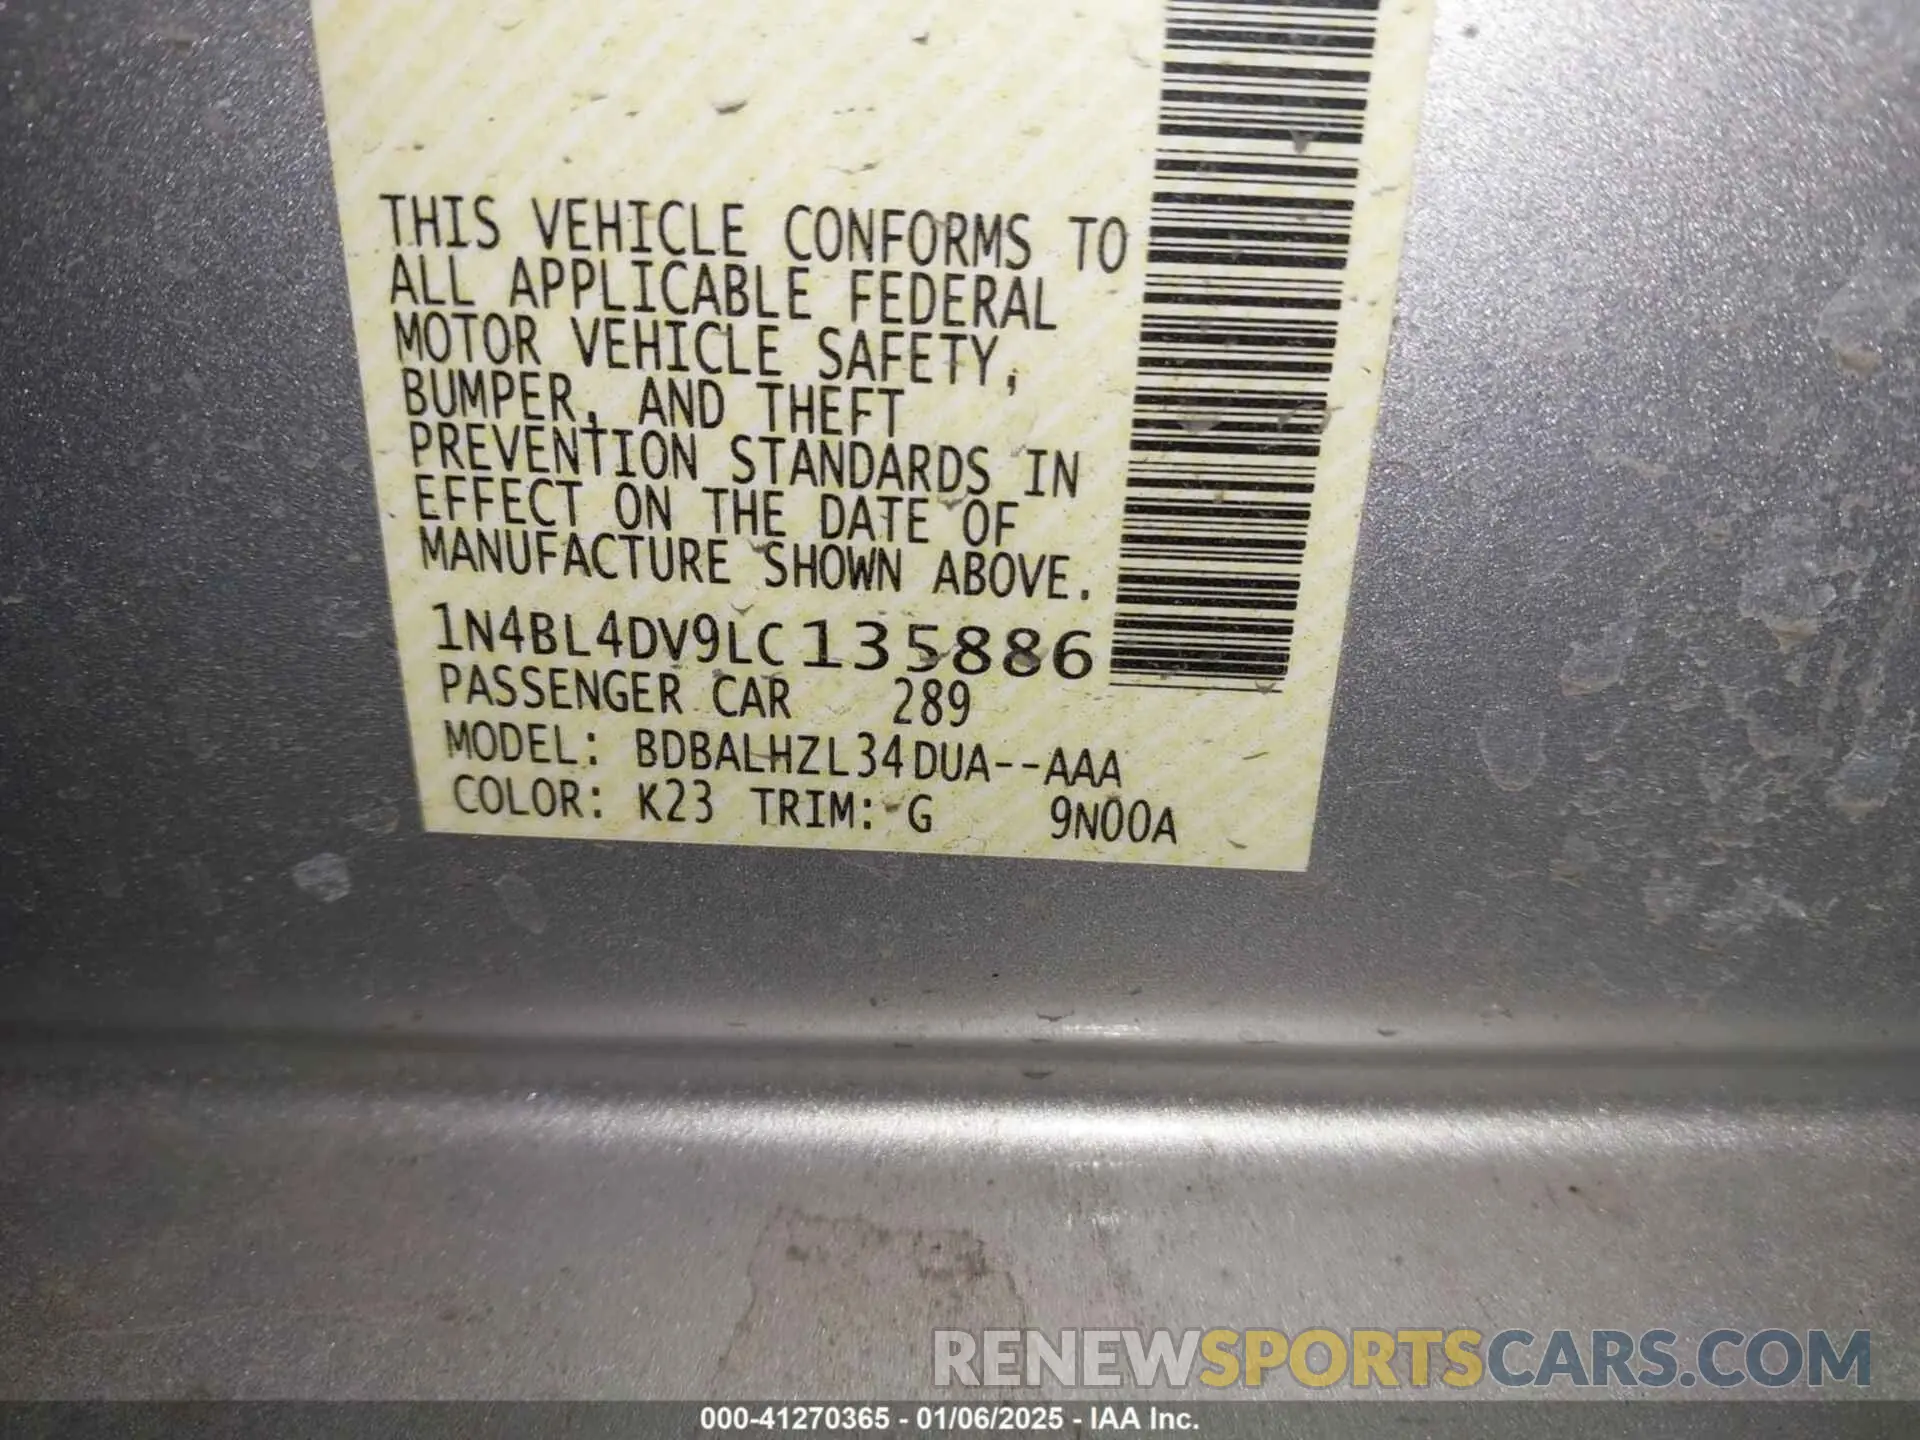 THIS VEHICLE CONFORMS TO
ALL APPLICABLE FEDERAL
MOTOR VEHICLE SAFETY,
BUMPER, AND THEFT
PREVENTION STANDARDS IN
EFFECT ON THE DATE OF
MANUFACTURE SHOWN ABOVE.
1N4BL4DV9LC135886
PASSENGER CAR 289
MODEL: BDBALHZL34DUA--AAA
COLOR: K23 TRIM: G 9N00A
RENEWSPORTSCARS.COM
000-41270365 - 01/06/2025 - IAA Inc.